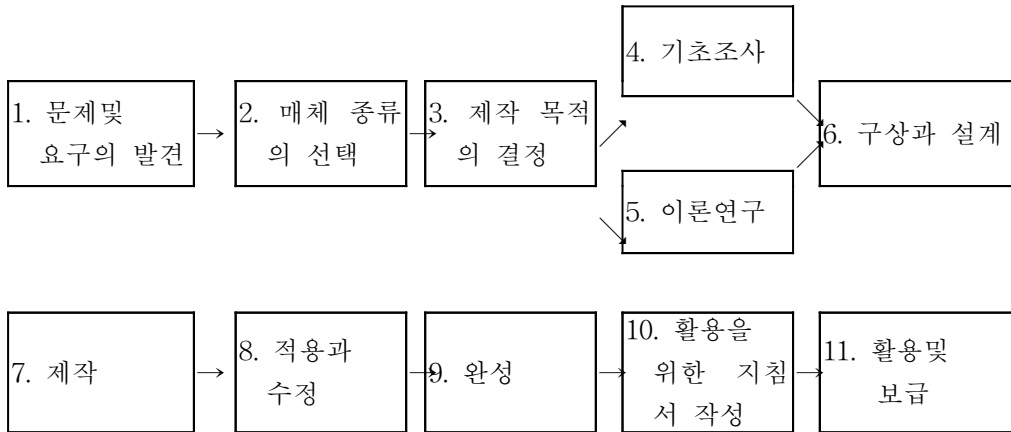 1. 문제및
요구의 발견
→
2. 매체 종류
의 선택
→
3. 제작 목적
의 결정
4. 기초조사
5. 이론연구
6. 구상과 설계
7. 제작
→
8. 적용과
수정
→
9. 완성
→
10. 활용을
위한 지침
서 작성
→
11. 활용및
보급